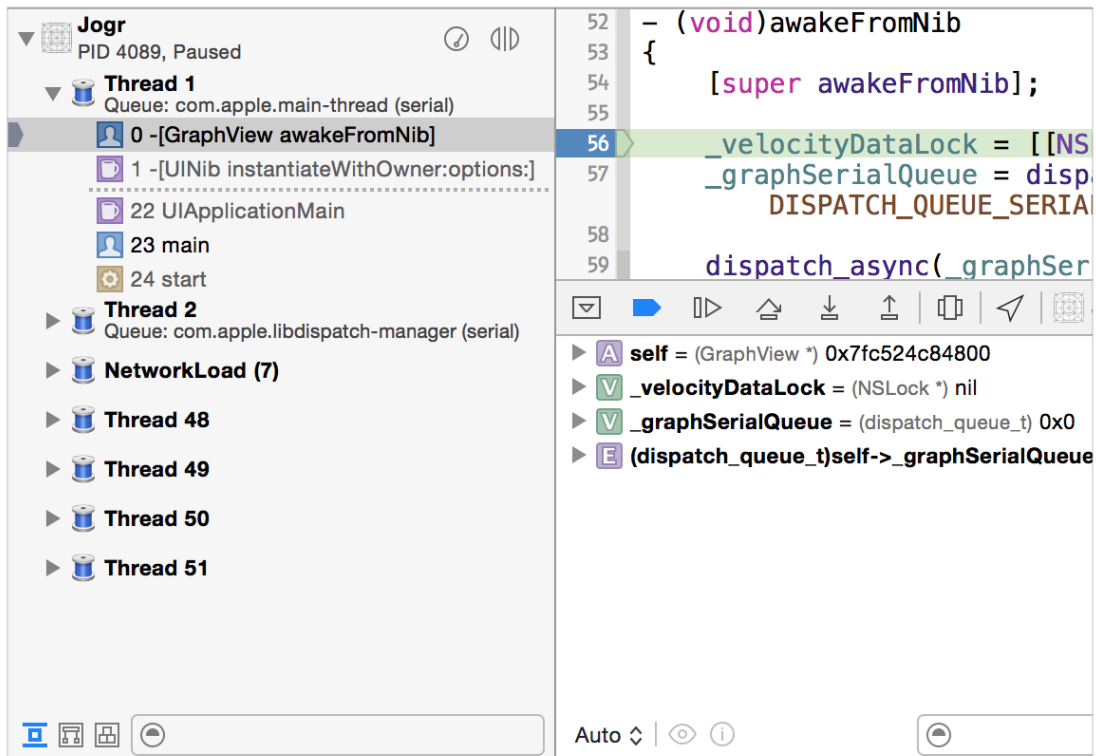 Jogr
PID 4089, Paused
Thread 1
Queue: com.apple.main-thread (serial)
0 -[GraphView awakeFromNib]
1 -[UINib instantiateWithOwner:options:]
22 UIApplicationMain
23 main
24 start
Thread 2
Queue: com.apple.libdispatch-manager (serial)
NetworkLoad (7)
Thread 48
Thread 49
Thread 50
Thread 51
52 - (void)awakeFromNib
53 {
54 [super awakeFromNib];
55
56 _velocityDataLock = [[NS
57 _graphSerialQueue = disp
DISPATCH_QUEUE_SERIAL
58
59 dispatch_async(_graphSer
A self = (GraphView *) 0x7fc524c84800
V _velocityDataLock = (NSLock *) nil
V _graphSerialQueue = (dispatch_queue_t) 0x0
E (dispatch_queue_t)self->_graphSerialQueue
Auto